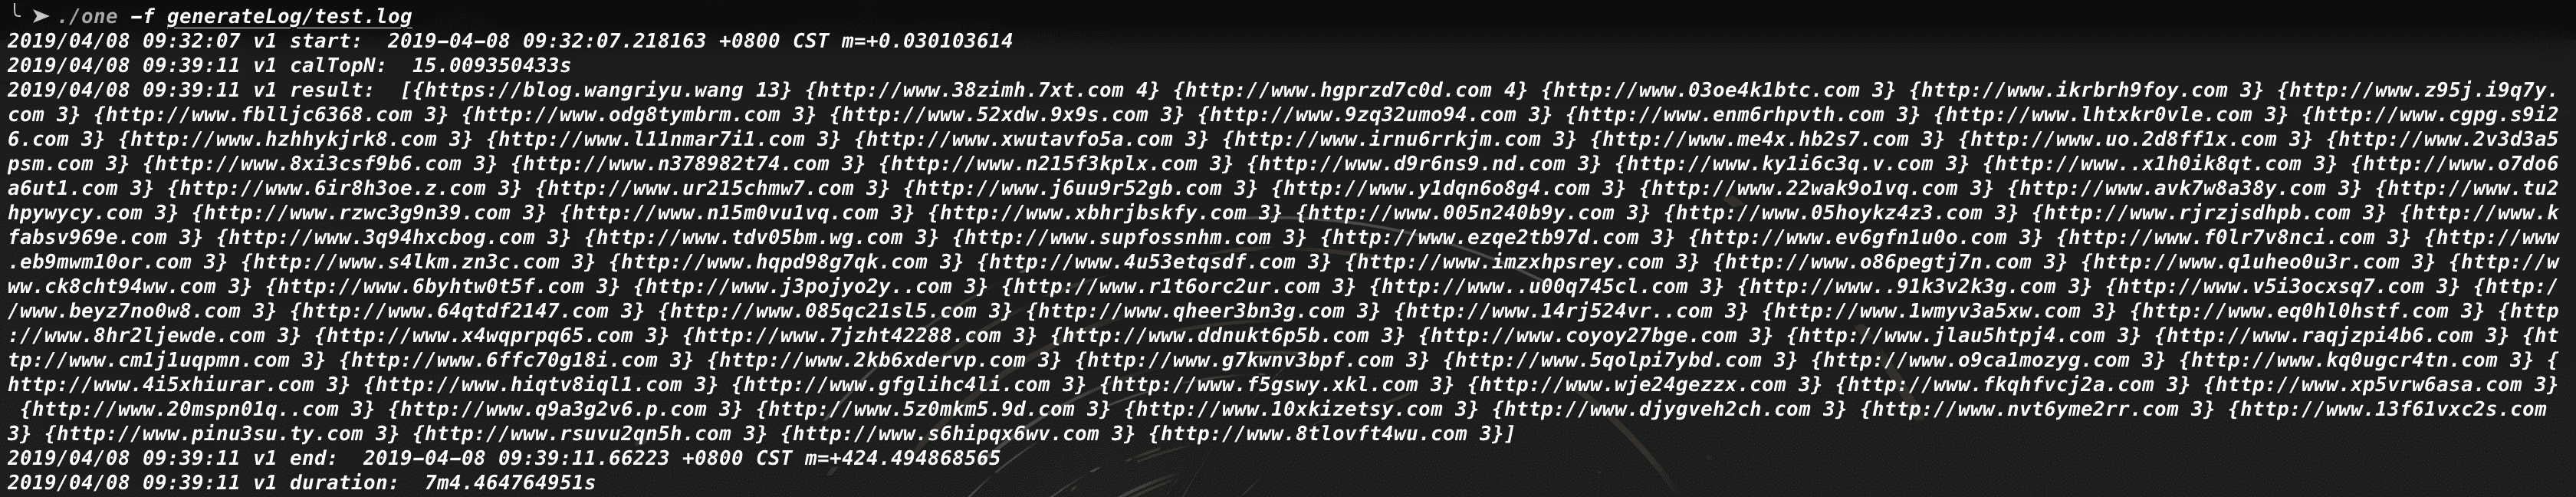 ╰ ➤ ./one -f generateLog/test.log
2019/04/08 09:32:07 v1 start:  2019-04-08 09:32:07.218163 +0800 CST m=+0.030103614
2019/04/08 09:39:11 v1 calTopN:  15.009350433s
2019/04/08 09:39:11 v1 result:  [{https://blog.wangriyu.wang 13} {http://www.38zimh.7xt.com 4} {http://www.hgprzd7c0d.com 4} {http://www.03oe4k1btc.com 3} {http://www.ikrbrh9foy.com 3} {http://www.z95j.i9q7y.
com 3} {http://www.fblljc6368.com 3} {http://www.odg8tymbrm.com 3} {http://www.52xdw.9x9s.com 3} {http://www.9zq32umo94.com 3} {http://www.enm6rhpvth.com 3} {http://www.lhtxkr0vle.com 3} {http://www.cgpg.s9i2
6.com 3} {http://www.hzhhykjrk8.com 3} {http://www.l11nmar7i1.com 3} {http://www.xwutavfo5a.com 3} {http://www.irnu6rrkjm.com 3} {http://www.me4x.hb2s7.com 3} {http://www.uo.2d8ff1x.com 3} {http://www.2v3d3a5
psm.com 3} {http://www.8xi3csf9b6.com 3} {http://www.n378982t74.com 3} {http://www.n215f3kplx.com 3} {http://www.d9r6ns9.nd.com 3} {http://www.ky1i6c3q.v.com 3} {http://www..x1h0ik8qt.com 3} {http://www.o7do6
a6ut1.com 3} {http://www.6ir8h3oe.z.com 3} {http://www.ur215chmw7.com 3} {http://www.j6uu9r52gb.com 3} {http://www.y1dqn6o8g4.com 3} {http://www.22wak9o1vq.com 3} {http://www.avk7w8a38y.com 3} {http://www.tu2
hpywycy.com 3} {http://www.rzwc3g9n39.com 3} {http://www.n15m0vu1vq.com 3} {http://www.xbhrjbskfy.com 3} {http://www.005n240b9y.com 3} {http://www.05hoykz4z3.com 3} {http://www.rjrzjsdhpb.com 3} {http://www.k
fabsv969e.com 3} {http://www.3q94hxcbog.com 3} {http://www.tdv05bm.wg.com 3} {http://www.supfossnhm.com 3} {http://www.ezqe2tb97d.com 3} {http://www.ev6gfn1u0o.com 3} {http://www.f0lr7v8nci.com 3} {http://www
.eb9mwm10or.com 3} {http://www.s4lkm.zn3c.com 3} {http://www.hqpd98g7qk.com 3} {http://www.4u53etqsdf.com 3} {http://www.imzxhpsrey.com 3} {http://www.o86pegtj7n.com 3} {http://www.q1uheo0u3r.com 3} {http://w
ww.ck8cht94ww.com 3} {http://www.6byhtw0t5f.com 3} {http://www.j3pojyo2y..com 3} {http://www.r1t6orc2ur.com 3} {http://www..u00q745cl.com 3} {http://www..91k3v2k3g.com 3} {http://www.v5i3ocxsq7.com 3} {http:/
/www.beyz7no0w8.com 3} {http://www.64qtdf2147.com 3} {http://www.085qc21sl5.com 3} {http://www.qheer3bn3g.com 3} {http://www.14rj524vr..com 3} {http://www.1wmyv3a5xw.com 3} {http://www.eq0hl0hstf.com 3} {http
://www.8hr2ljewde.com 3} {http://www.x4wqprpq65.com 3} {http://www.7jzht42288.com 3} {http://www.ddnukt6p5b.com 3} {http://www.coyoy27bge.com 3} {http://www.jlau5htpj4.com 3} {http://www.raqjzpi4b6.com 3} {ht
tp://www.cm1j1uqpmn.com 3} {http://www.6ffc70g18i.com 3} {http://www.2kb6xdervp.com 3} {http://www.g7kwmv3bpf.com 3} {http://www.5qolpi7ybd.com 3} {http://www.o9ca1mozyg.com 3} {http://www.kq0ugcr4tn.com 3} {
http://www.4i5xhiurar.com 3} {http://www.hiqtv8iql1.com 3} {http://www.gfglihc4li.com 3} {http://www.f5gswy.xkl.com 3} {http://www.wje24gezzx.com 3} {http://www.fkqhfvcj2a.com 3} {http://www.xp5vrw6asa.com 3}
 {http://www.20mspn01q..com 3} {http://www.q9a3g2v6.p.com 3} {http://www.5z0mkm5.9d.com 3} {http://www.10xkizetsy.com 3} {http://www.djygveh2ch.com 3} {http://www.nvt6yme2rr.com 3} {http://www.13f61vxc2s.com
3} {http://www.pinu3su.ty.com 3} {http://www.rsuvu2qn5h.com 3} {http://www.s6hipqx6wv.com 3} {http://www.8tlovft4wu.com 3}]
2019/04/08 09:39:11 v1 end:  2019-04-08 09:39:11.66223 +0800 CST m=+424.494868565
2019/04/08 09:39:11 v1 duration:  7m4.464764951s